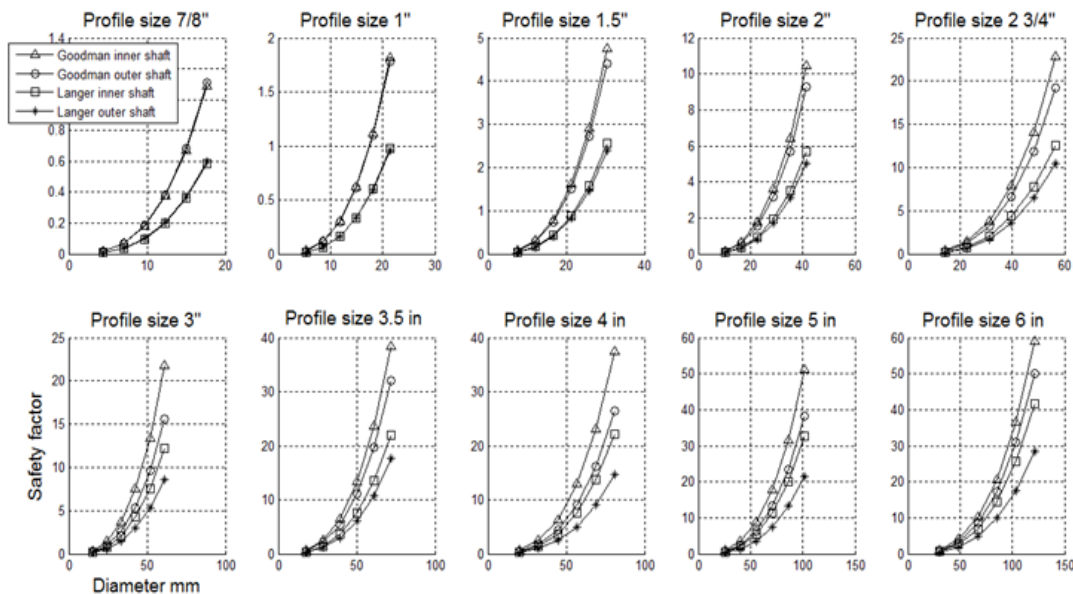 Profile size 7/8"
Profile size 1"
Profile size 1.5"
Profile size 2"
Profile size 2 3/4"
1.4
Goodman inner shaft
Goodman outer shaft
Langer inner shaft
Langer outer shaft
0.8
0.6
0.4
0.2
0
0 10 20
2
1.5
1
0.5
0
0 10 20 30
5
4
3
2
1
0
0 20 40
12
10
8
6
4
2
0
0 20 40 60
25
20
15
10
5
0
0 20 40 60
Profile size 3"
Profile size 3.5 in
Profile size 4 in
Profile size 5 in
Profile size 6 in
Safety factor
25
20
15
10
5
0
0 50 100
Diameter mm
40
30
20
10
0
0 50 100
40
30
20
10
0
0 50 100
60
50
40
30
20
10
0
0 50 100 150
60
50
40
30
20
10
0
0 50 100 150